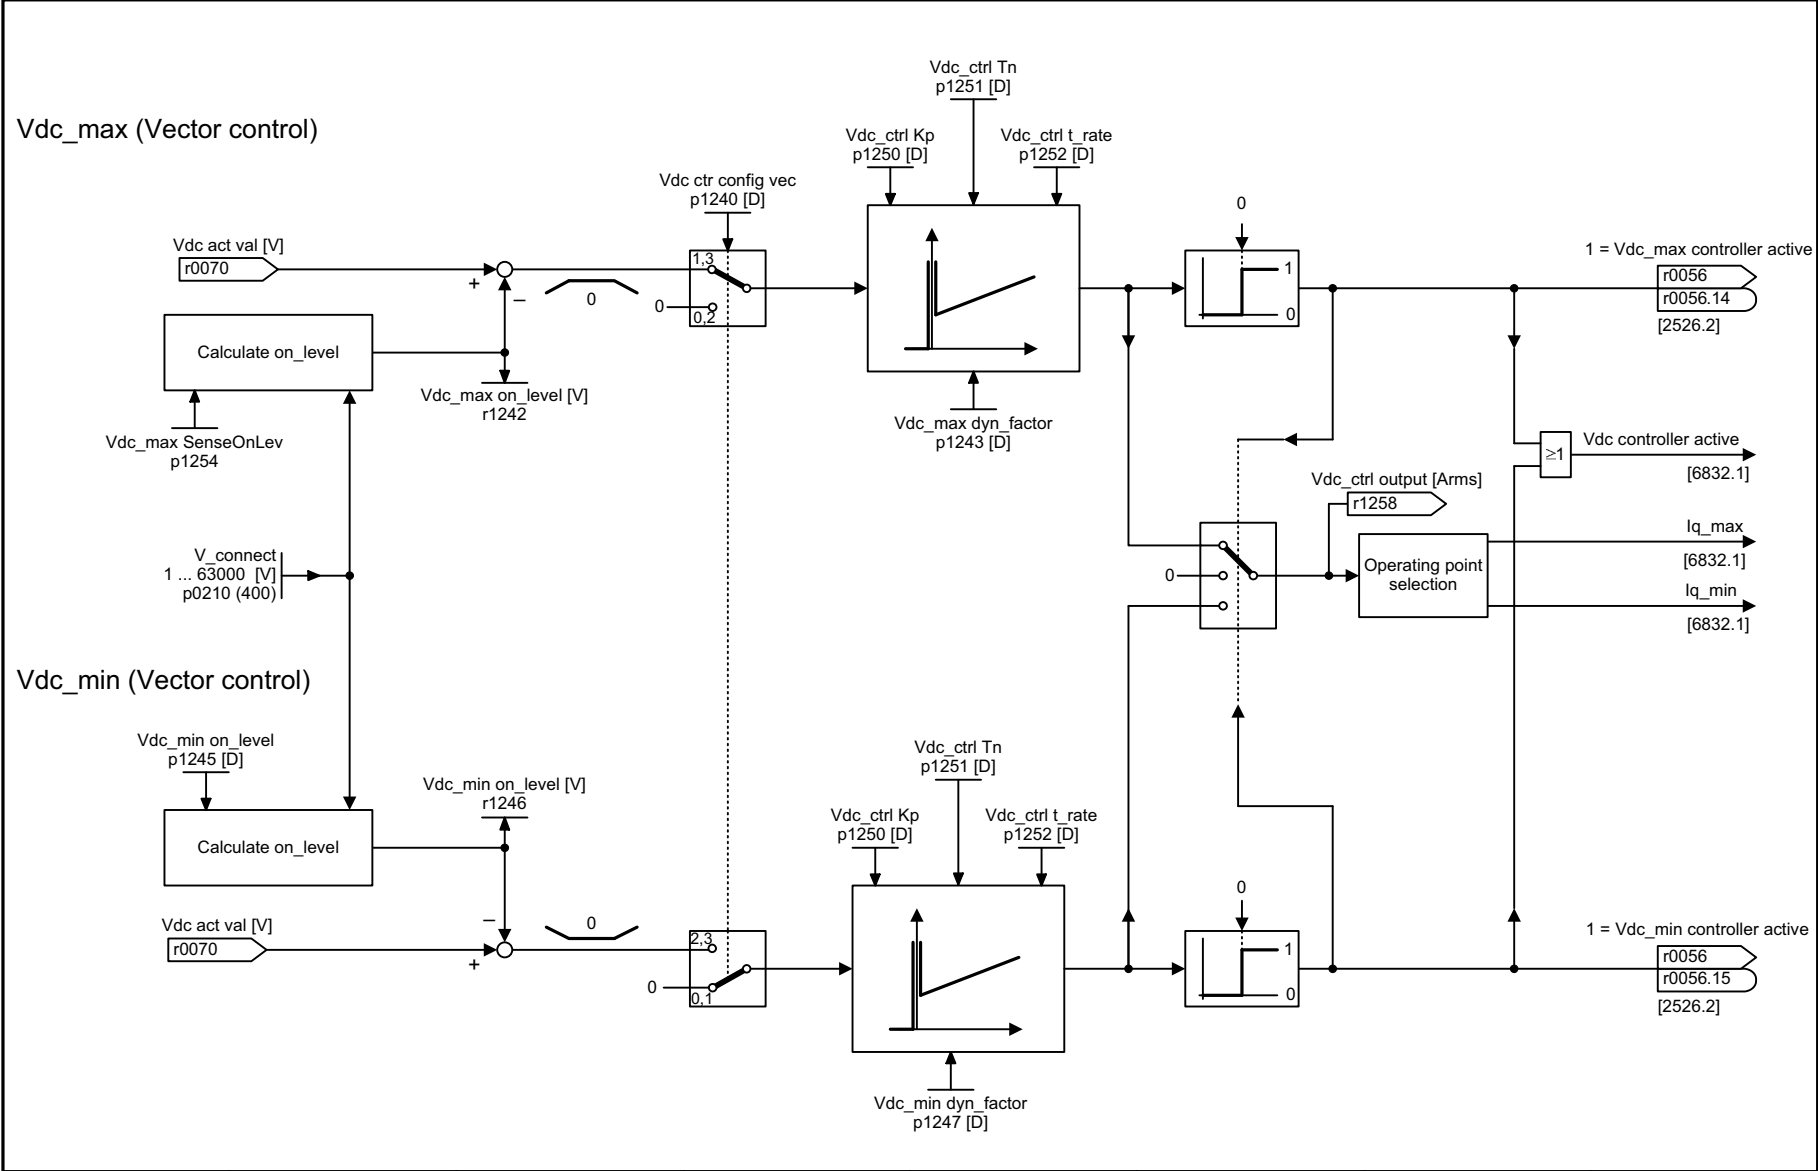 Vdc_ctrl Tn
p1251 [D]
Vdc_max (Vector control)
Vdc_ctrl Kp
p1250 [D]
Vdc_ctrl t_rate
p1252 [D]
Vdc ctr config vec
p1240 [D]
0
Vdc act val [V]
r0070
+
–
0
1,3
0
0,2
1
0
1 = Vdc_max controller active
r0056
r0056.14
[2526.2]
Calculate on_level
Vdc_max on_level [V]
r1242
Vdc_max SenseOnLev
p1254
Vdc_max dyn_factor
p1243 [D]
≥1
Vdc controller active
[6832.1]
Vdc_ctrl output [Arms]
r1258
V_connect
1 ... 63000 [V]
p0210 (400)
0
Operating point
selection
Iq_max
[6832.1]
Iq_min
[6832.1]
Vdc_min (Vector control)
Vdc_min on_level
p1245 [D]
Vdc_min on_level [V]
r1246
Vdc_ctrl Tn
p1251 [D]
Vdc_ctrl Kp
p1250 [D]
Vdc_ctrl t_rate
p1252 [D]
Calculate on_level
0
Vdc act val [V]
r0070
+
–
0
2,3
0
0,1
1
0
1 = Vdc_min controller active
r0056
r0056.15
[2526.2]
Vdc_min dyn_factor
p1247 [D]